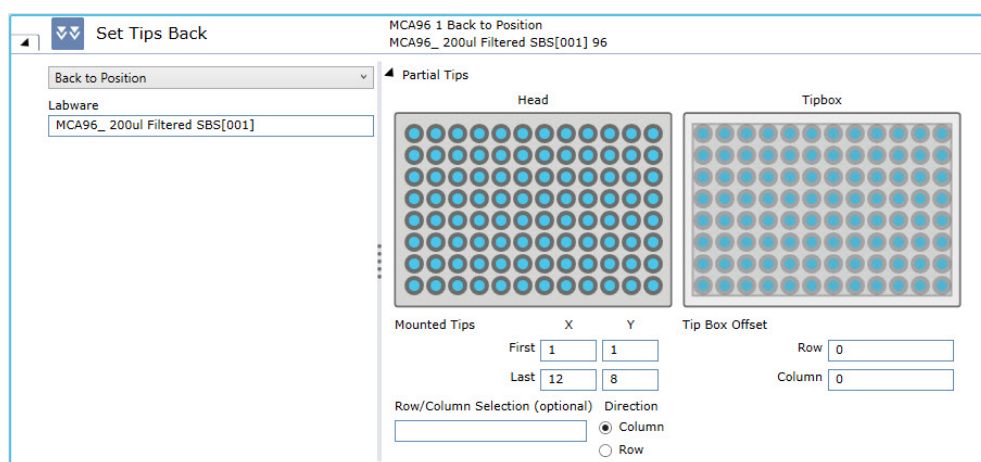 Set Tips Back
MCA96 1 Back to Position
MCA96_ 200ul Filtered SBS[001] 96
Back to Position
Labware
MCA96_ 200ul Filtered SBS[001]
Partial Tips
Head
Tipbox
Mounted Tips X Y
First 1 1
Last 12 8
Tip Box Offset
Row 0
Column 0
Row/Column Selection (optional)
Direction
Column
Row